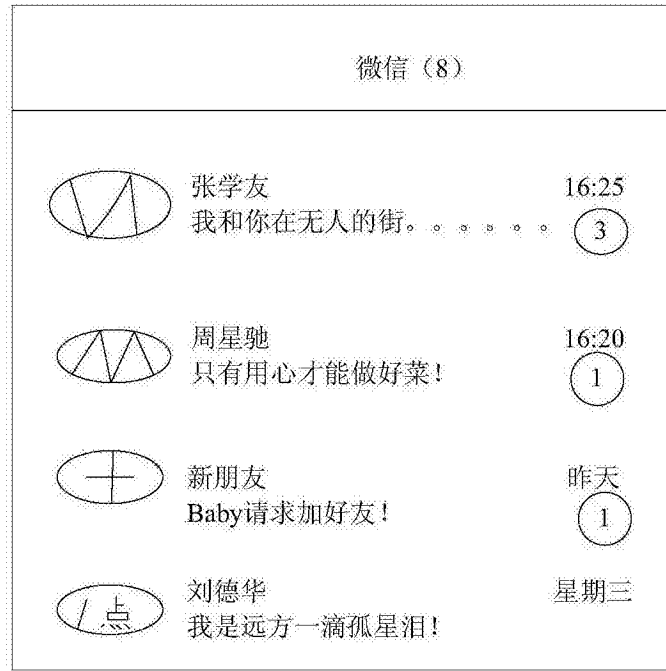 微信（8）
张学友 16:25
我和你在无人的街。。。。。。 3
周星驰 16:20
只有用心才能做好菜！ 1
新朋友 昨天
Baby请求加好友！ 1
刘德华 星期三
点
我是远方一滴孤星泪！